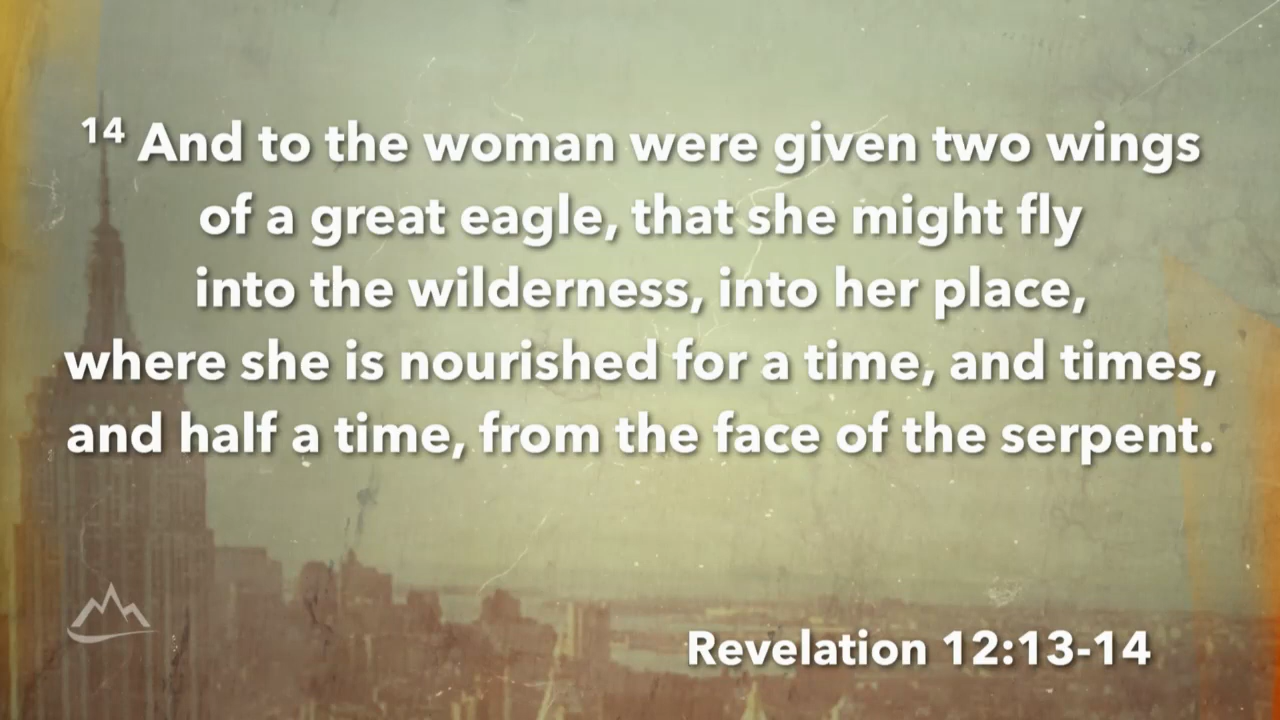 14 And to the woman were given two wings
of a great eagle, that she might fly
into the wilderness, into her place,
where she is nourished for a time, and times,
and half a time, from the face of the serpent.
Revelation 12:13-14